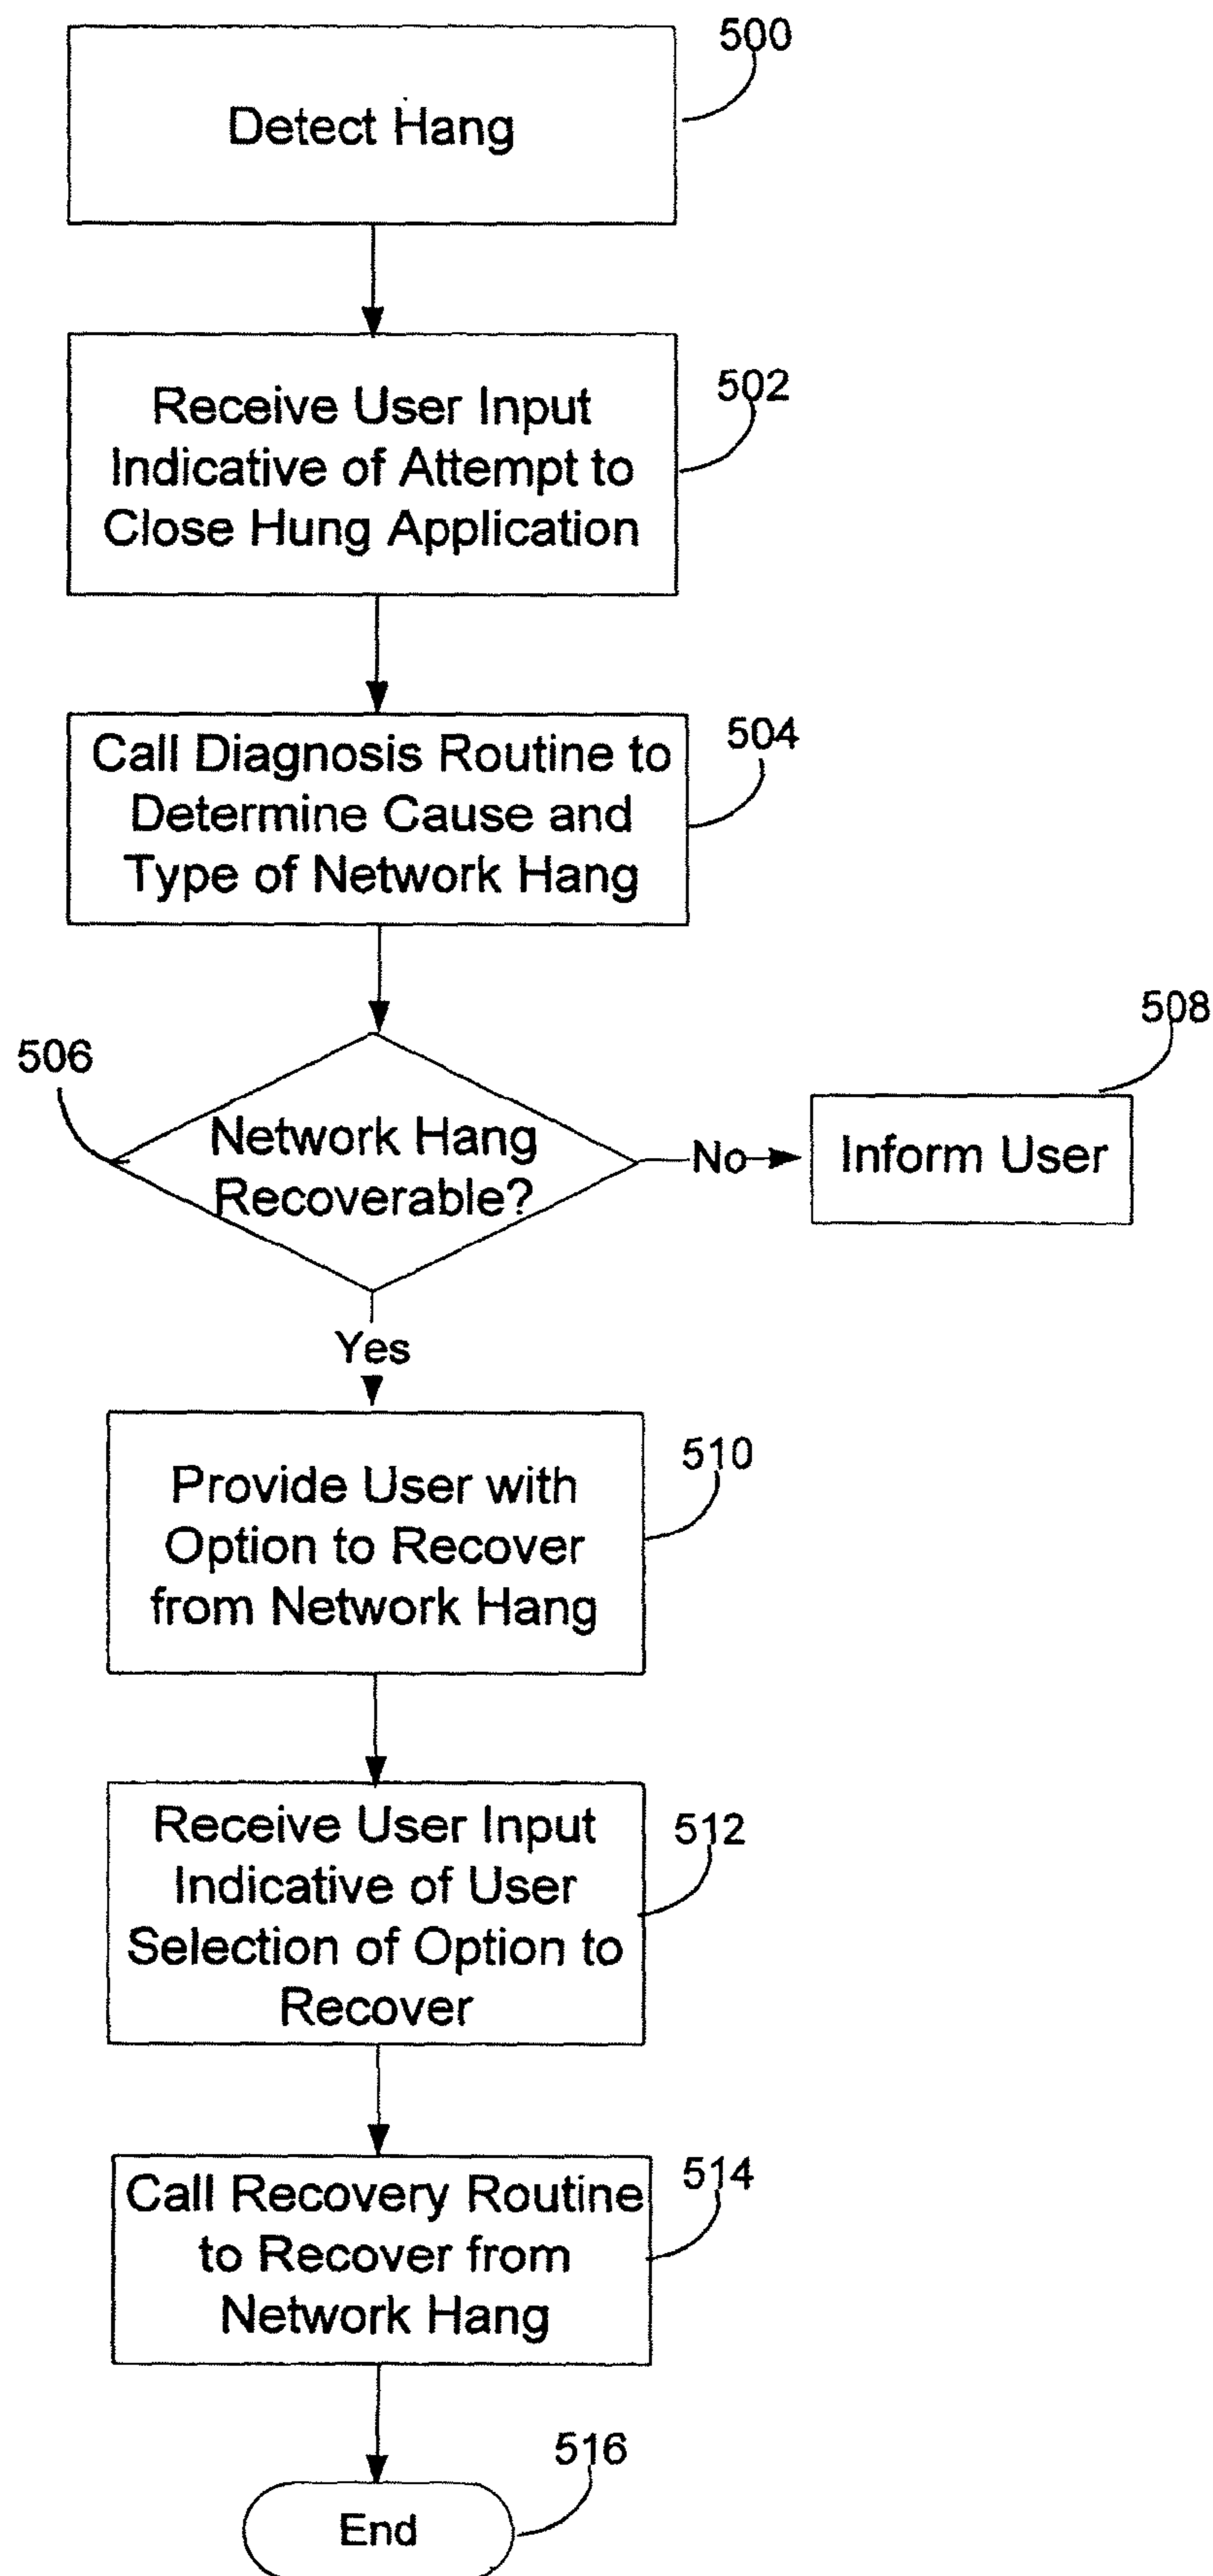 500
Detect Hang
502
Receive User Input
Indicative of Attempt to
Close Hung Application
504
Call Diagnosis Routine to
Determine Cause and
Type of Network Hang
506
Network Hang
Recoverable?
No
508
Inform User
Yes
510
Provide User with
Option to Recover
from Network Hang
512
Receive User Input
Indicative of User
Selection of Option to
Recover
514
Call Recovery Routine
to Recover from
Network Hang
516
End